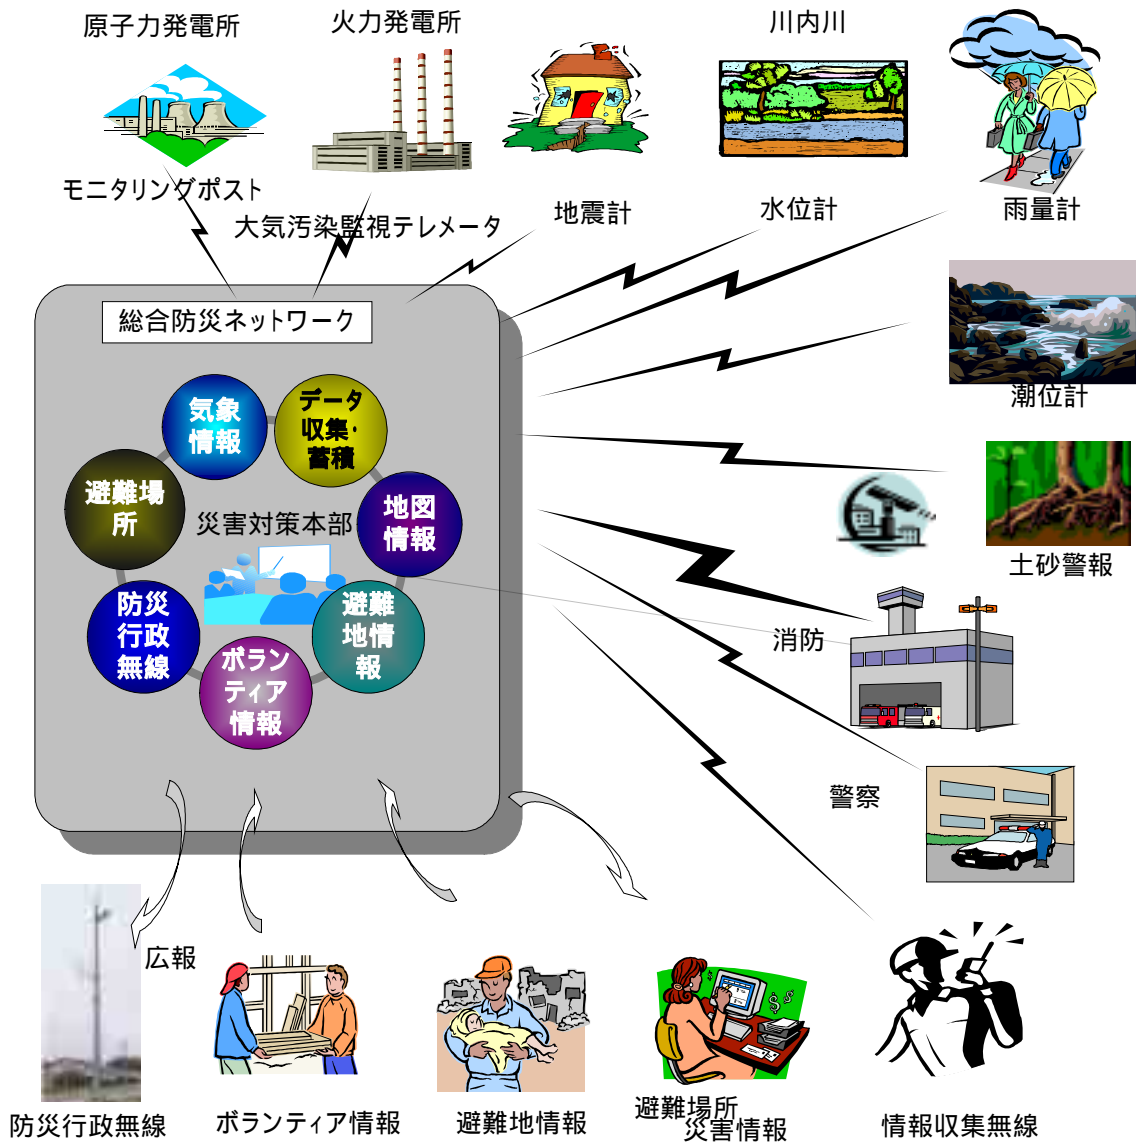 原子力発電所
火力発電所
川内川
モニタリングポスト
大気汚染監視テレメータ
地震計
水位計
雨量計
総合防災ネットワーク
潮位計
気象
情報
データ
収集・
蓄積
避難場
所
地図
情報
災害対策本部
土砂警報
防災
行政
無線
避難
地情
報
ボラン
ティア
情報
消防
警察
広報
防災行政無線
ボランティア情報
避難地情報
避難場所
災害情報
情報収集無線